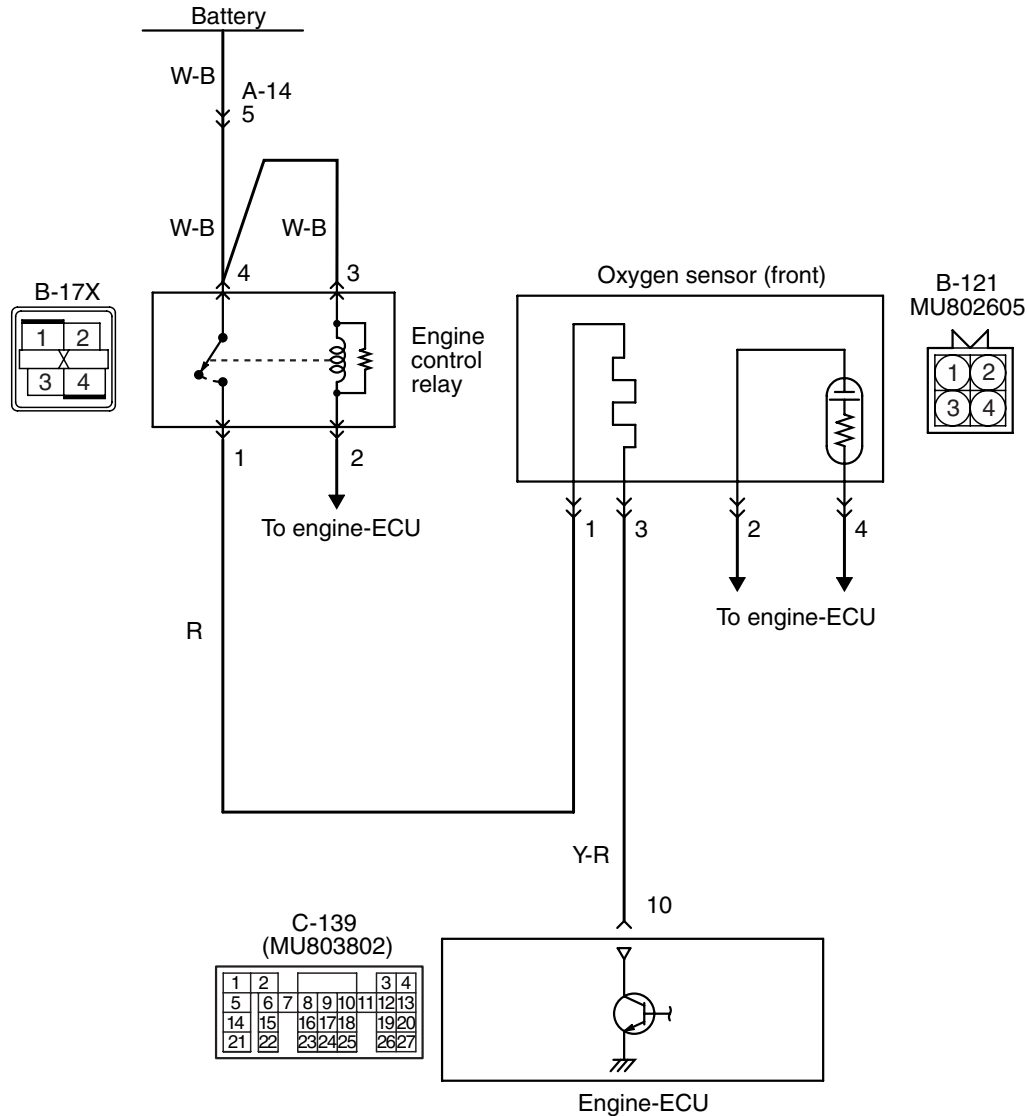 Battery
W-B
A-14
5
W-B
W-B
4
3
B-17X
1 2
X
3 4
Engine
control
relay
Oxygen sensor (front)
B-121
MU802605
1 2
3 4
1
2
To engine-ECU
1
3
2
4
To engine-ECU
R
Y-R
10
C-139
(MU803802)
1 2 3 4
5 6 7 8 9 10 11 12 13
14 15 16 17 18 19 20
21 22 23 24 25 26 27
Engine-ECU